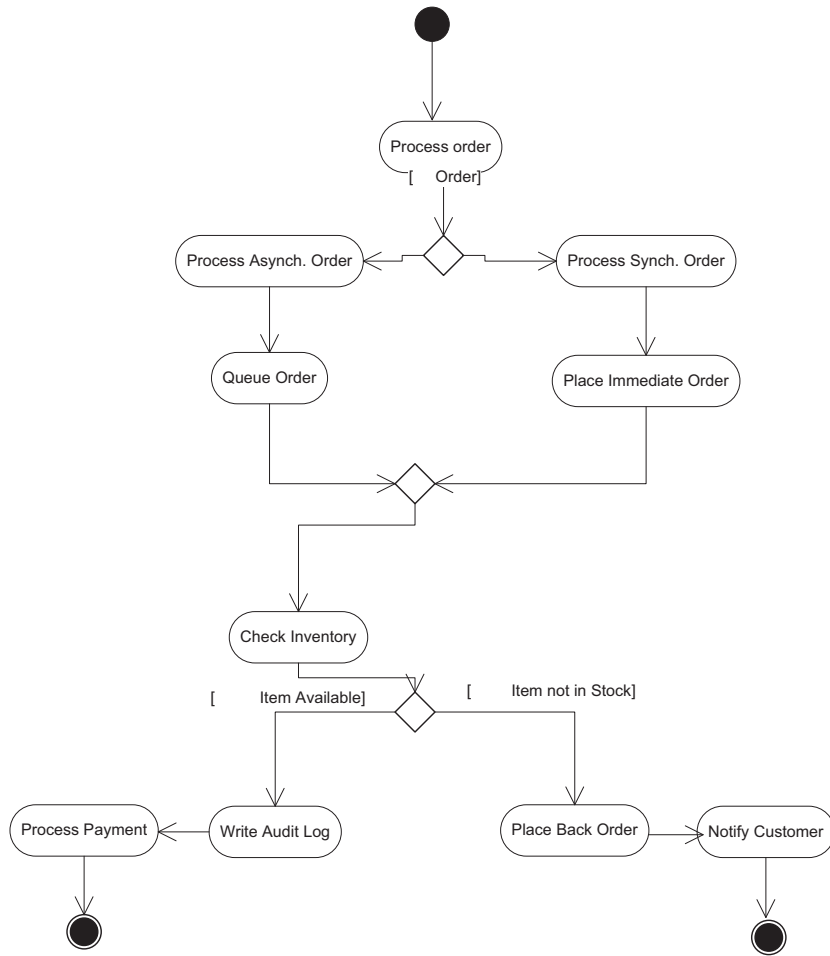 Process order
[ Order]
Process Asynch. Order
Process Synch. Order
Queue Order
Place Immediate Order
Check Inventory
[ Item Available]
[ Item not in Stock]
Process Payment
Write Audit Log
Place Back Order
Notify Customer